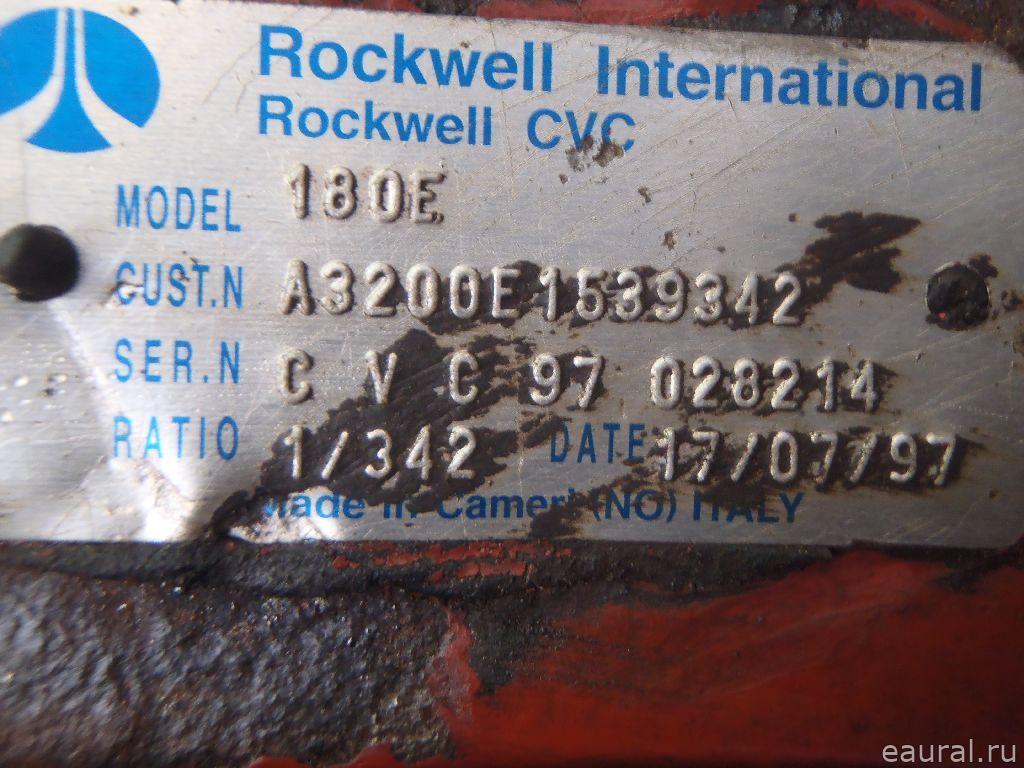 Rockwell International
Rockwell CVC
MODEL 180E
CUST.N A3200E1539342
SER.N C V C 97 028214
RATIO 1/342 DATE 17/07/97
Made in Cameri (NO) ITALY
eaural.ru